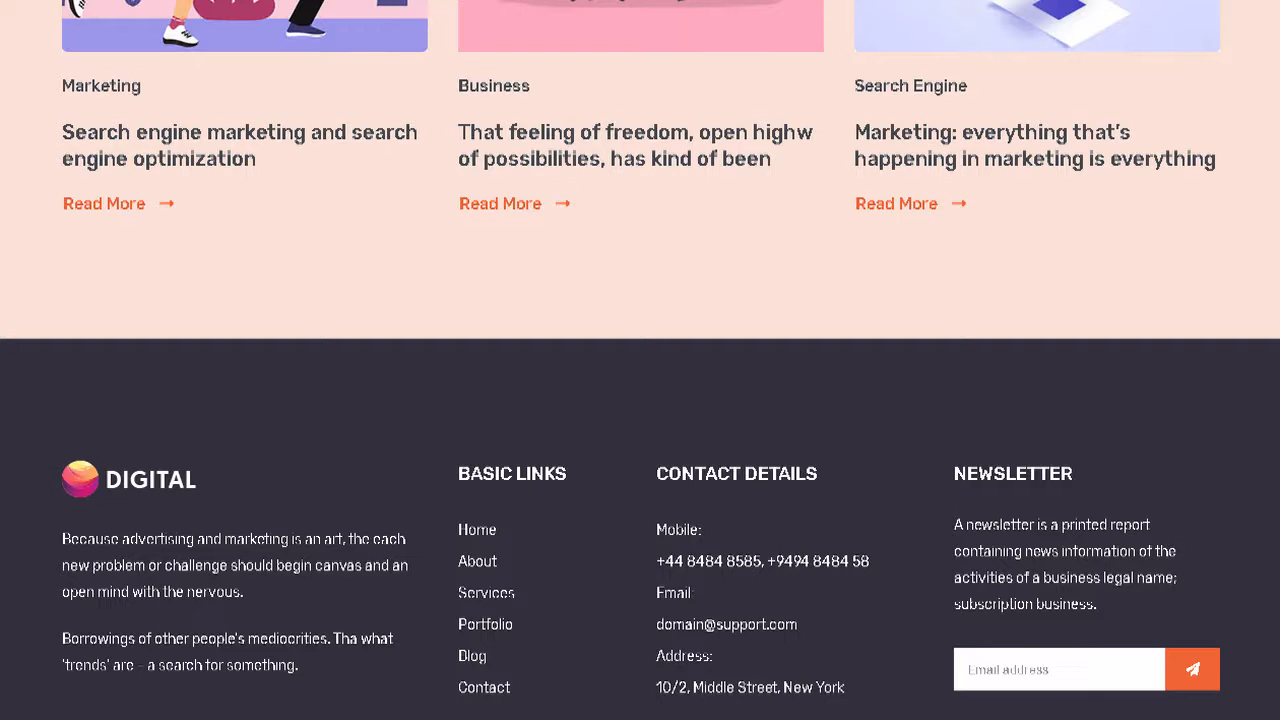 Marketing
Search engine marketing and search
engine optimization
Read More
Business
That feeling of freedom, open highw
of possibilities, has kind of been
Read More
Search Engine
Marketing: everything that's
happening in marketing is everything
Read More
DIGITAL
Because advertising and marketing is an art, the each
new problem or challenge should begin canvas and an
open mind with the nervous.
Borrowings of other people's mediocrities. Tha what
'trends' are – a search for something.
BASIC LINKS
Home
About
Services
Portfolio
Blog
Contact
CONTACT DETAILS
Mobile:
+44 8484 8585, +9494 8484 58
Email:
domain@support.com
Address:
10/2, Middle Street, New York
NEWSLETTER
A newsletter is a printed report
containing news information of the
activities of a business legal name;
subscription business.
Email address